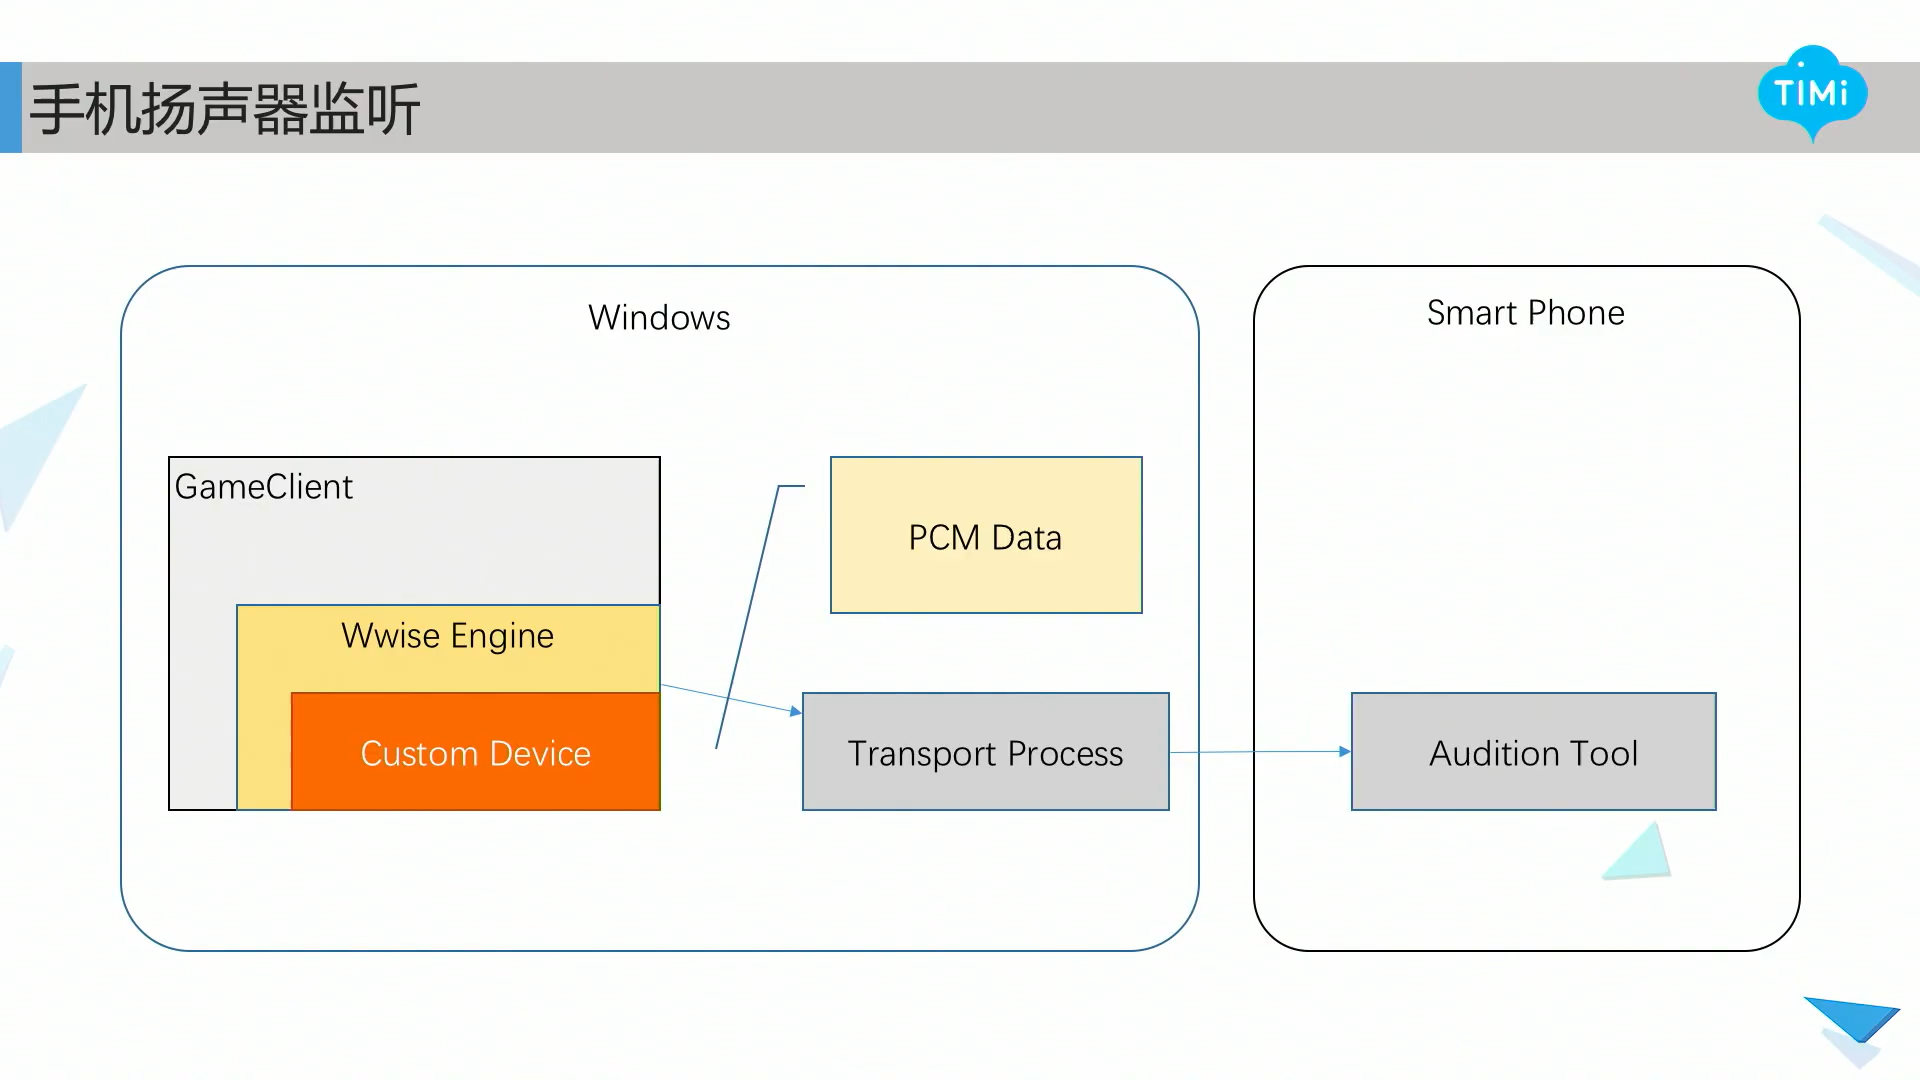 手机扬声器监听
TiMi
Windows
Smart Phone
GameClient
PCM Data
Wwise Engine
Custom Device
Transport Process
Audition Tool